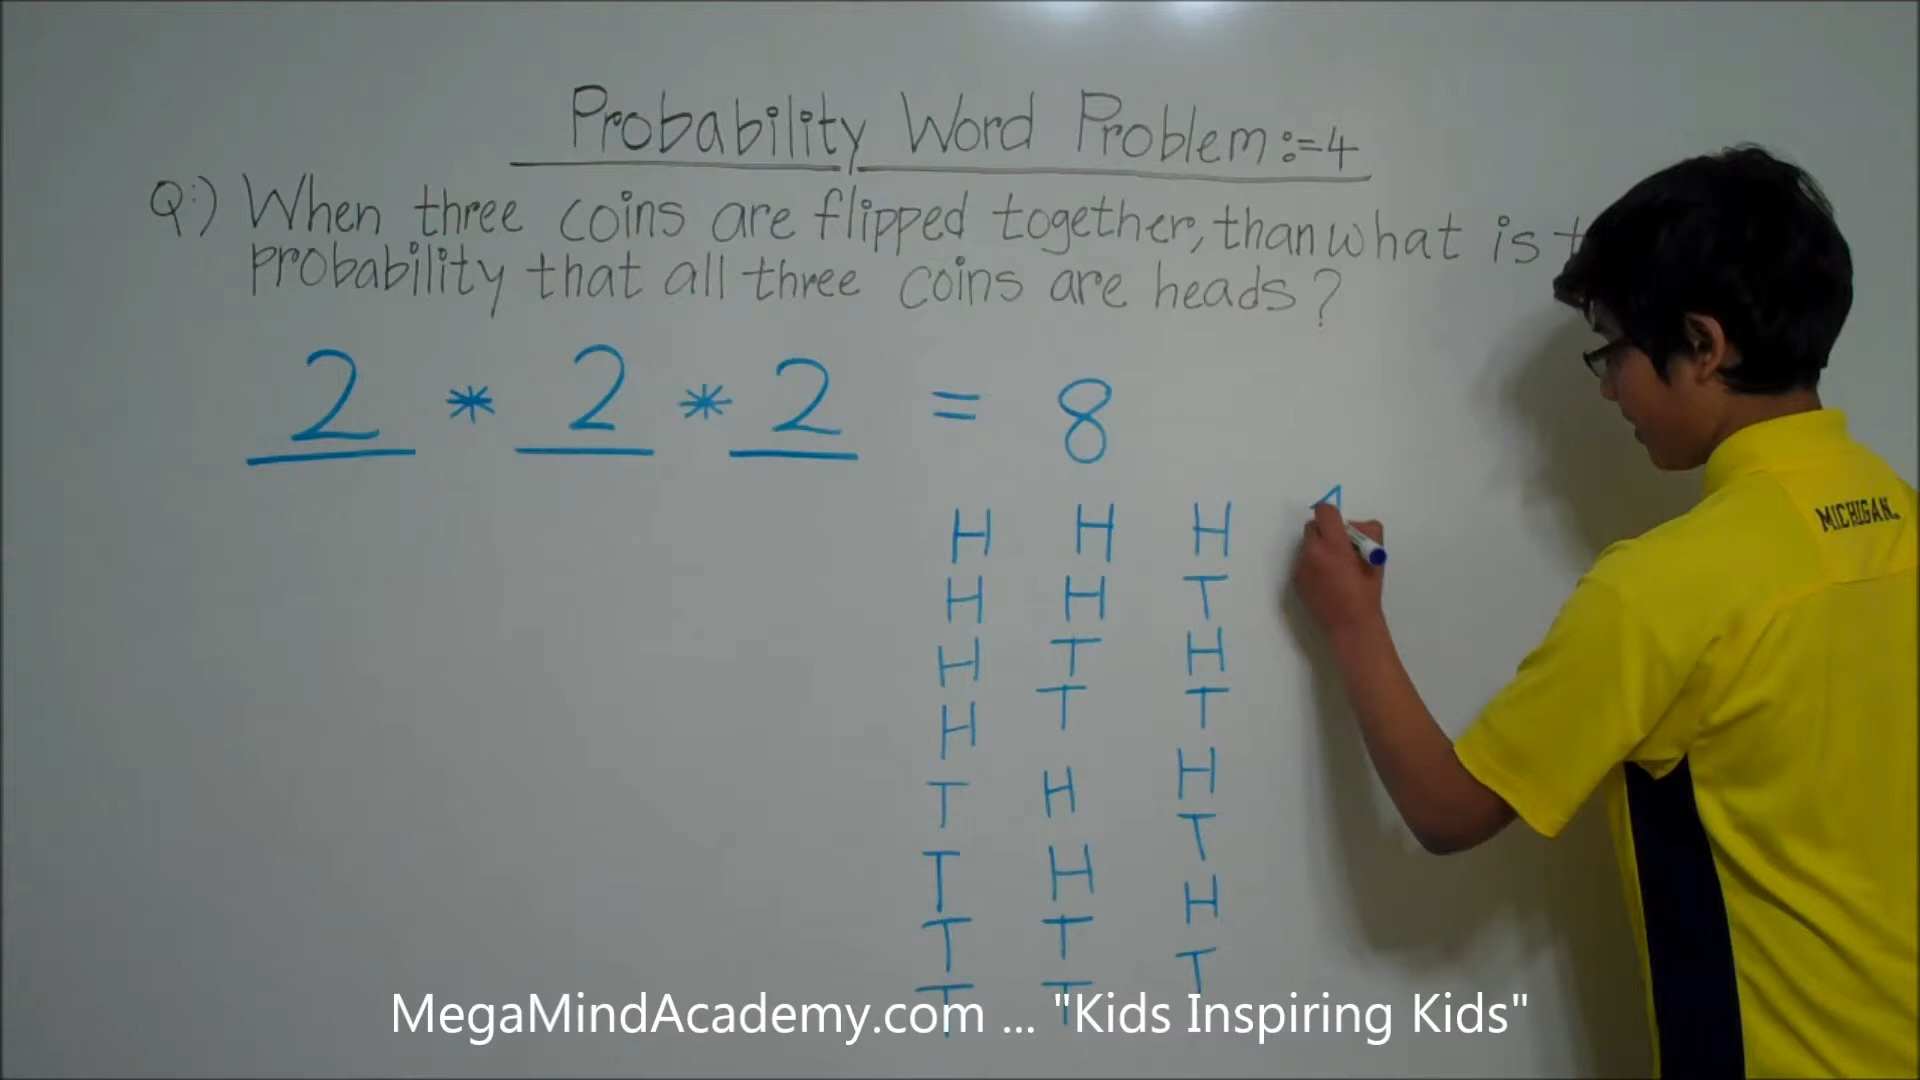 Probability Word Problem:=4
Q:) When three coins are flipped together, than what is
probability that all three coins are heads?
2 * 2 * 2 = 8
H H H
H H T
H T H
H T T
T H H
T H T
T T H
T T T
MICHIGAN
MegaMindAcademy.com ... "Kids Inspiring Kids"